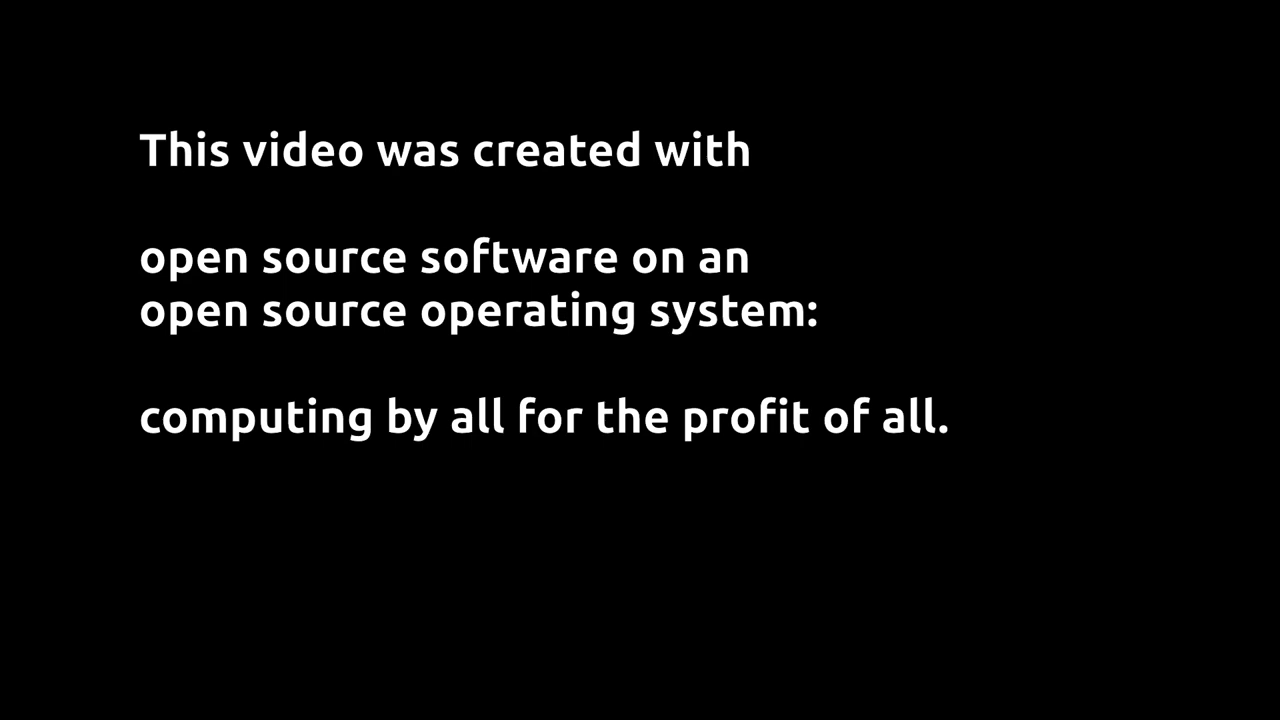 This video was created with
open source software on an
open source operating system:
computing by all for the profit of all.